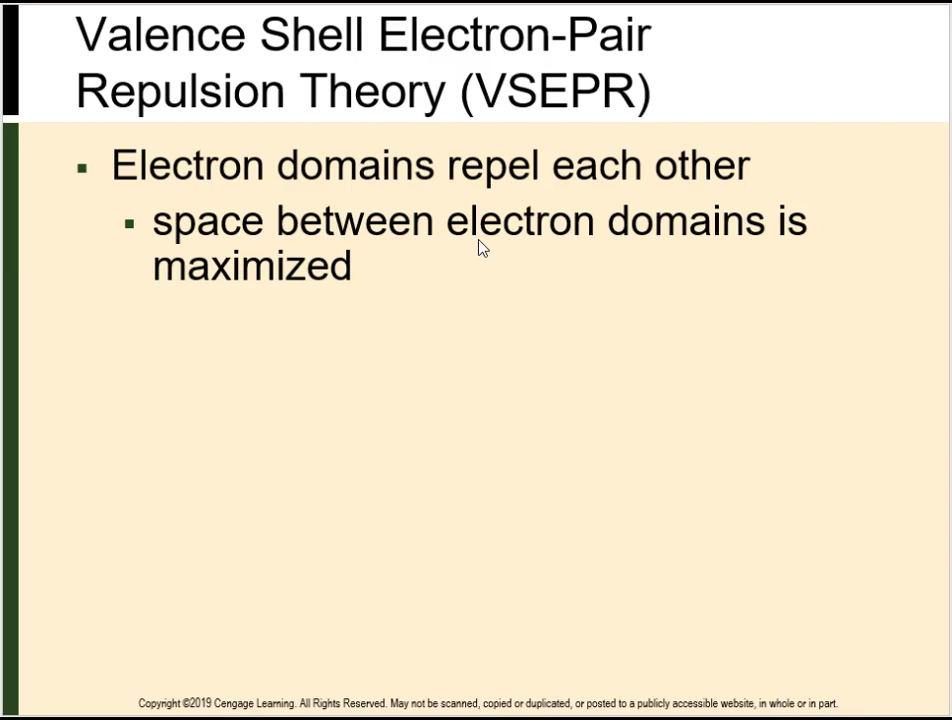 Valence Shell Electron-Pair
Repulsion Theory (VSEPR)
Electron domains repel each other
space between electron domains is
maximized
Copyright ©2019 Cengage Learning. All Rights Reserved. May not be scanned, copied or duplicated, or posted to a publicly accessible website, in whole or in part.